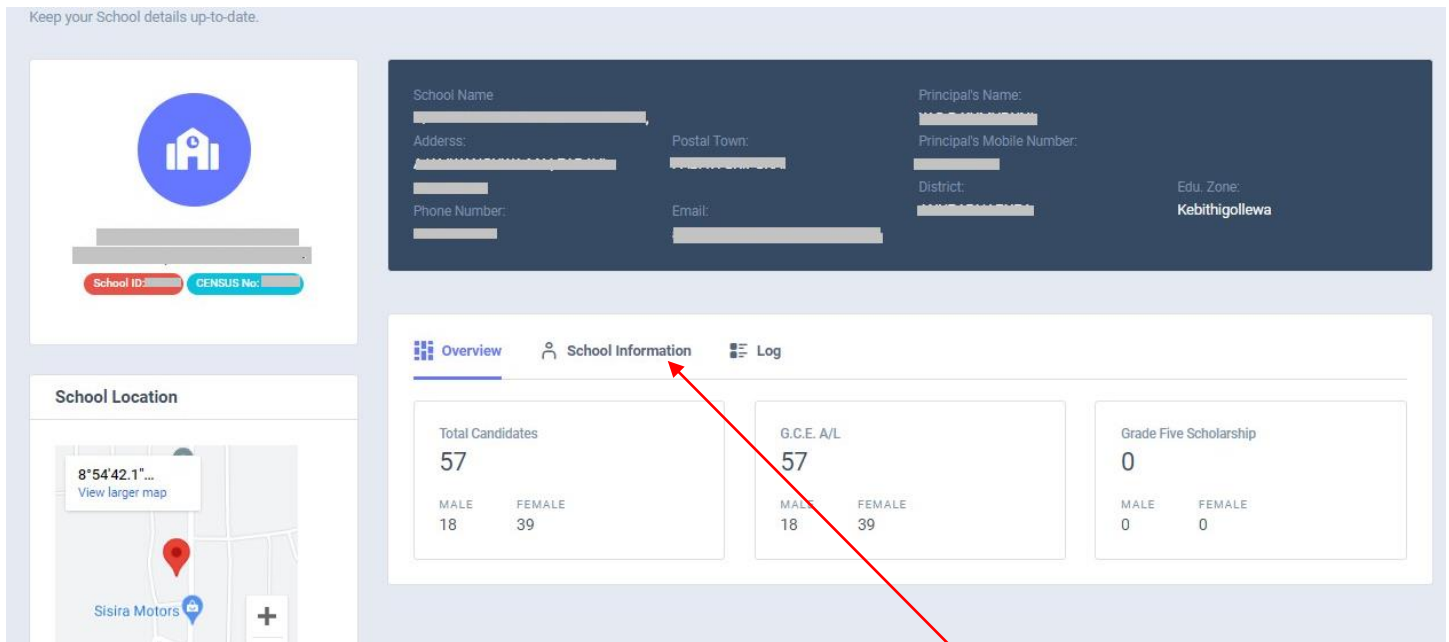 Keep your School details up-to-date.
School Name
Principal's Name:
Adderss:
Postal Town:
Principal's Mobile Number:
District:
Edu. Zone:
Phone Number:
Email:
Kebithigollewa
School ID:
CENSUS No:
Overview
School Information
Log
School Location
8°54'42.1"...
View larger map
Sisira Motors
+
Total Candidates
57
MALE FEMALE
18 39
G.C.E. A/L
57
MALE FEMALE
18 39
Grade Five Scholarship
0
MALE FEMALE
0 0